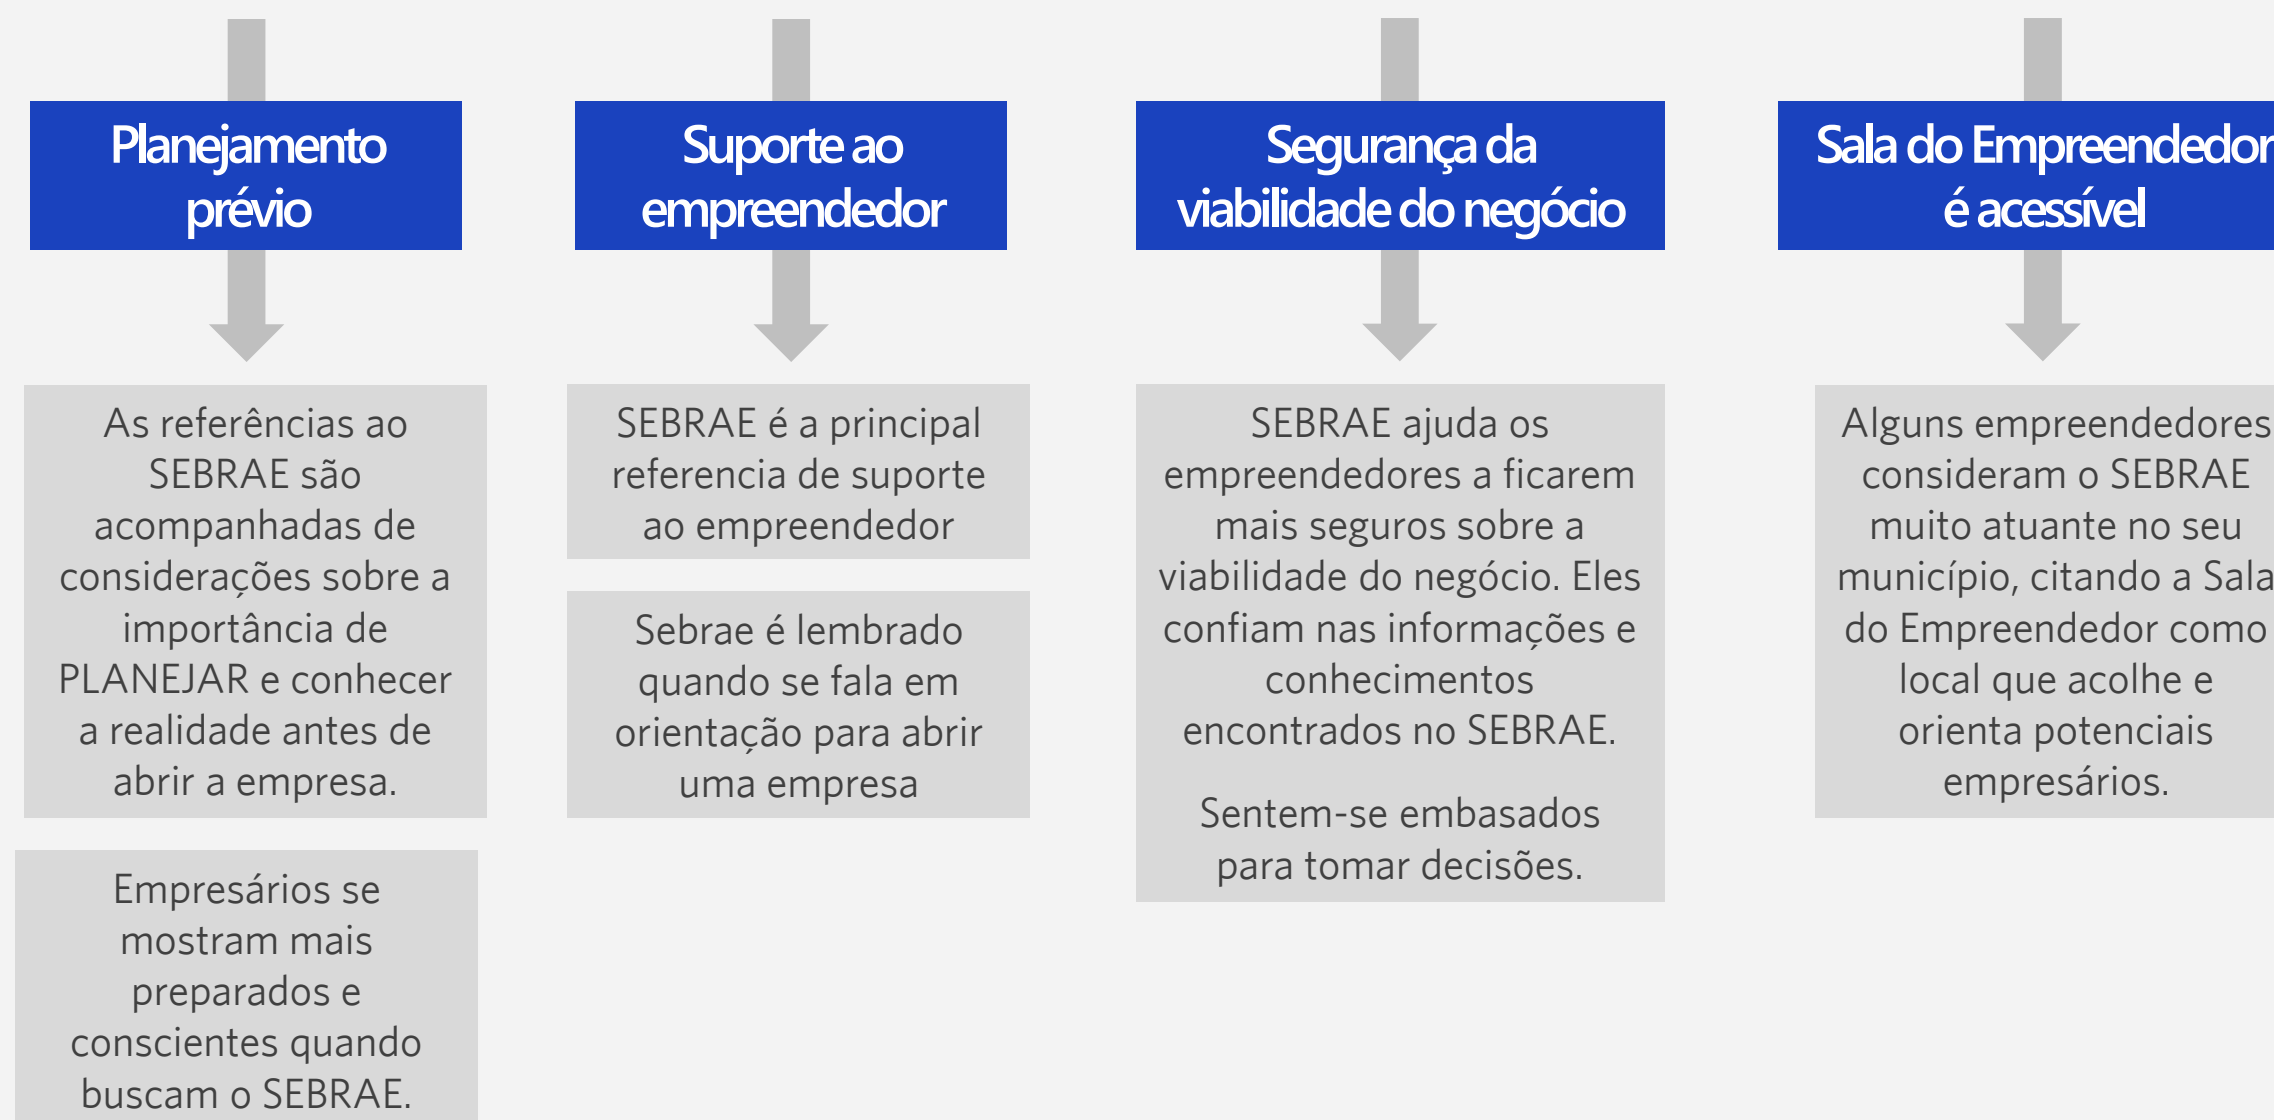 Planejamento
prévio
As referências ao
SEBRAE são
acompanhadas de
considerações sobre a
importância de
PLANEJAR e conhecer
a realidade antes de
abrir a empresa.
Empresários se
mostram mais
preparados e
conscientes quando
buscam o SEBRAE.
Suporte ao
empreendedor
SEBRAE é a principal
referencia de suporte
ao empreendedor
Sebrae é lembrado
quando se fala em
orientação para abrir
uma empresa
Segurança da
viabilidade do negócio
SEBRAE ajuda os
empreendedores a ficarem
mais seguros sobre a
viabilidade do negócio. Eles
confiam nas informações e
conhecimentos
encontrados no SEBRAE.
Sentem-se embasados
para tomar decisões.
Sala do Empreendedor
é acessível
Alguns empreendedores
consideram o SEBRAE
muito atuante no seu
município, citando a Sala
do Empreendedor como
local que acolhe e
orienta potenciais
empresários.